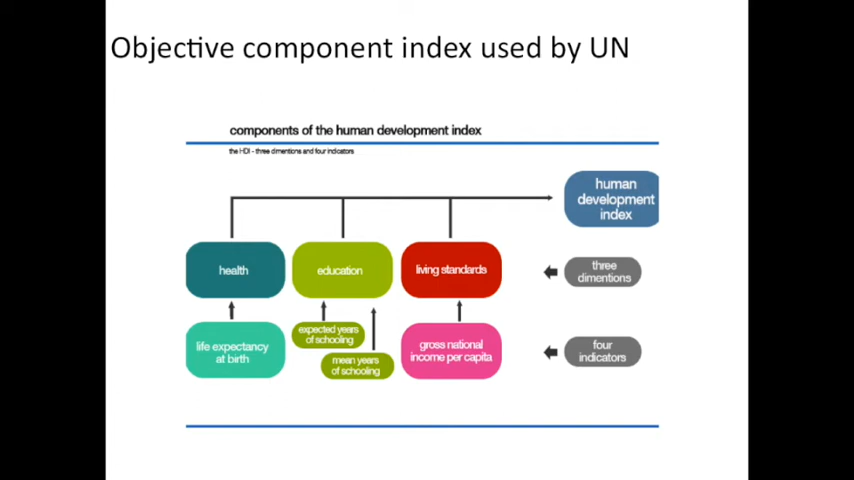 Objective component index used by UN
components of the human development index
the HDI - three dimentions and four indicators
human
development
index
health
education
living standards
three
dimentions
life expectancy
at birth
expected years
of schooling
mean years
of schooling
gross national
income per capita
four
indicators